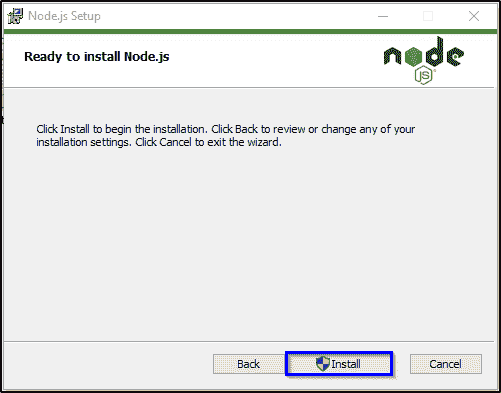 Node.js Setup
Ready to install Node.js
node
JS
Click Install to begin the installation. Click Back to review or change any of your
installation settings. Click Cancel to exit the wizard.
Back
Install
Cancel